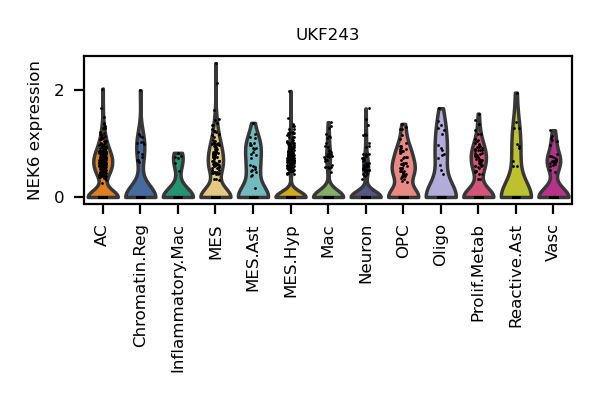 UKF243
NEK6 expression
2
0
AC
Chromatin.Reg
Inflammatory.Mac
MES
MES.Ast
MES.Hyp
Mac
Neuron
OPC
Oligo
Prolif.Metab
Reactive.Ast
Vasc